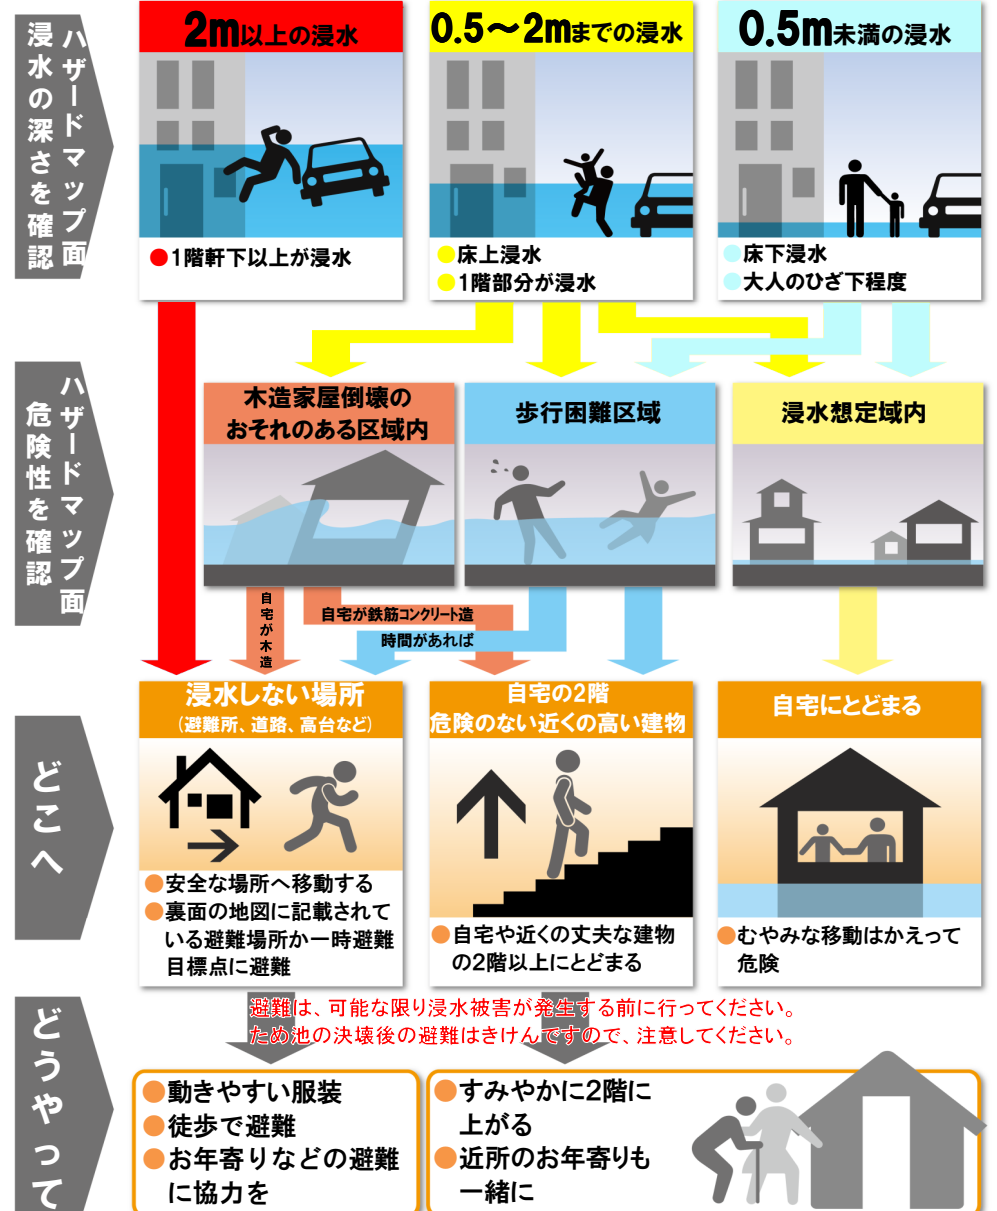 ハザードマップ面
浸水の深さを確認
2m以上の浸水
●1階軒下以上が浸水
0.5～2mまでの浸水
●床上浸水
●1階部分が浸水
0.5m未満の浸水
●床下浸水
●大人のひざ下程度
ハザードマップ面
危険性を確認
木造家屋倒壊の
おそれのある区域内
歩行困難区域
浸水想定域内
自宅が木造
自宅が鉄筋コンクリート造
時間があれば
どこへ
浸水しない場所
(避難所、道路、高台など)
●安全な場所へ移動する
●裏面の地図に記載されて
いる避難場所か一時避難
目標点に避難
自宅の2階
危険のない近くの高い建物
●自宅や近くの丈夫な建物
の2階以上にとどまる
自宅にとどまる
●むやみな移動はかえって
危険
避難は、可能な限り浸水被害が発生する前に行ってください。
ため池の決壊後の避難はきけんですので、注意してください。
どうやって
●動きやすい服装
●徒歩で避難
●お年寄りなどの避難
に協力を
●すみやかに2階に
上がる
●近所のお年寄りも
一緒に